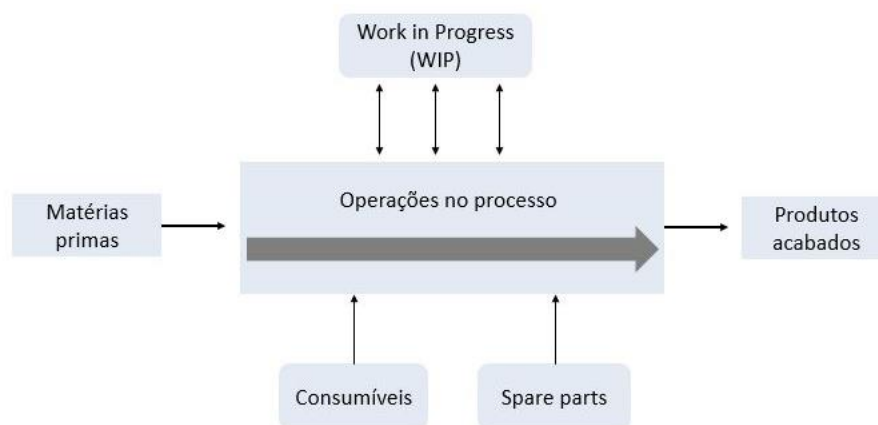 Work in Progress
(WIP)
Operações no processo
Matérias
primas
Produtos
acabados
Consumíveis
Spare parts